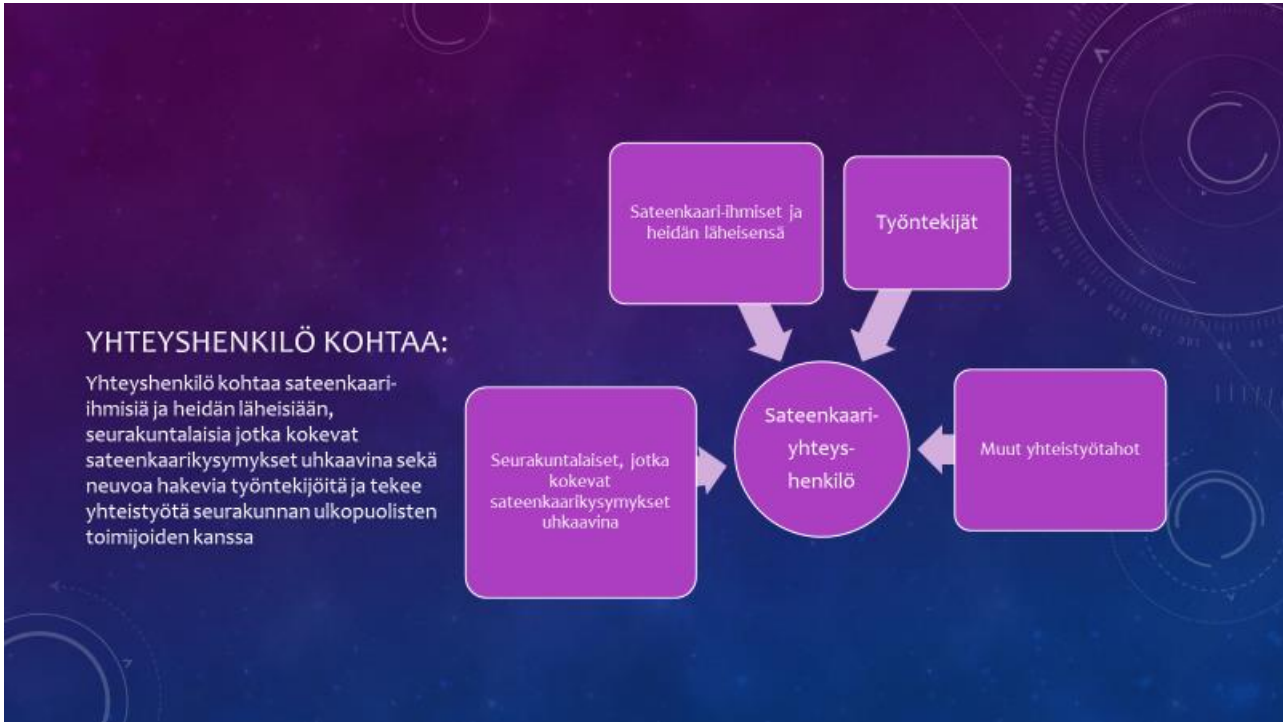 YHTEYSHENKILÖ KOHTAA:
Yhteyshenkilö kohtaa sateenkaari-
ihmisiä ja heidän läheisiään,
seurakuntalaisia jotka kokevat
sateenkaarikysymykset uhkaavina sekä
neuvoa hakevia työntekijöitä ja tekee
yhteistyötä seurakunnan ulkopuolisten
toimijoiden kanssa
Seurakuntalaiset, jotka
kokevat
sateenkaarikysymykset
uhkaavina
Sateenkaari-ihmiset ja
heidän läheisensä
Työntekijät
Muut yhteistyötahot
Sateenkaari-
yhteys-
henkilö